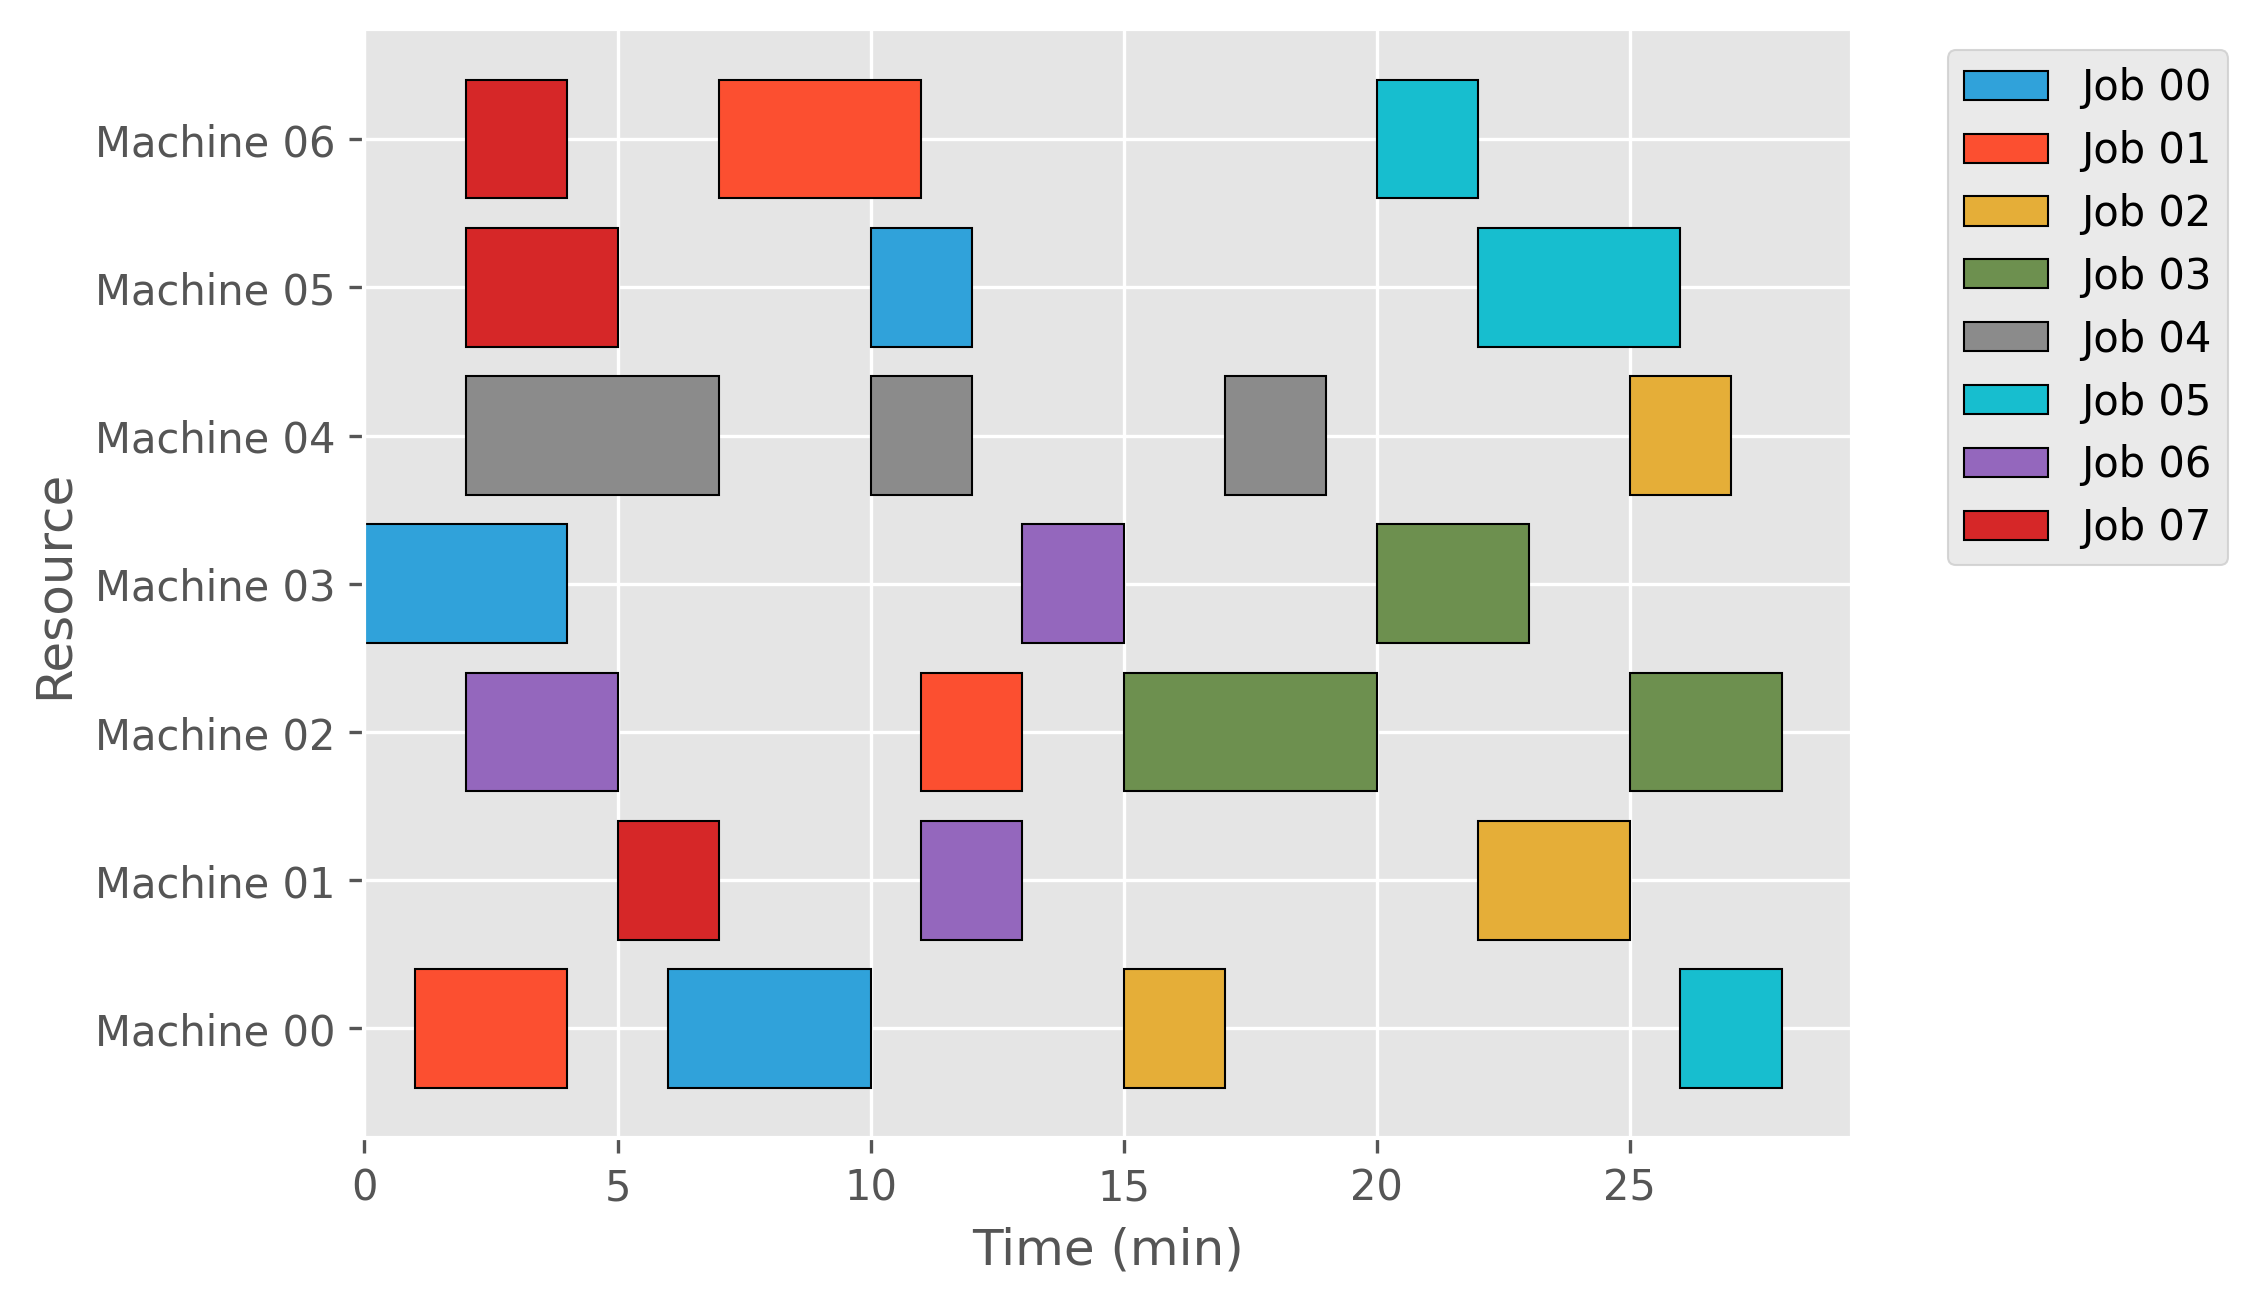 Machine 06
Machine 05
Machine 04
Machine 03
Machine 02
Machine 01
Machine 00
Resource
0 5 10 15 20 25
Time (min)
Job 00
Job 01
Job 02
Job 03
Job 04
Job 05
Job 06
Job 07